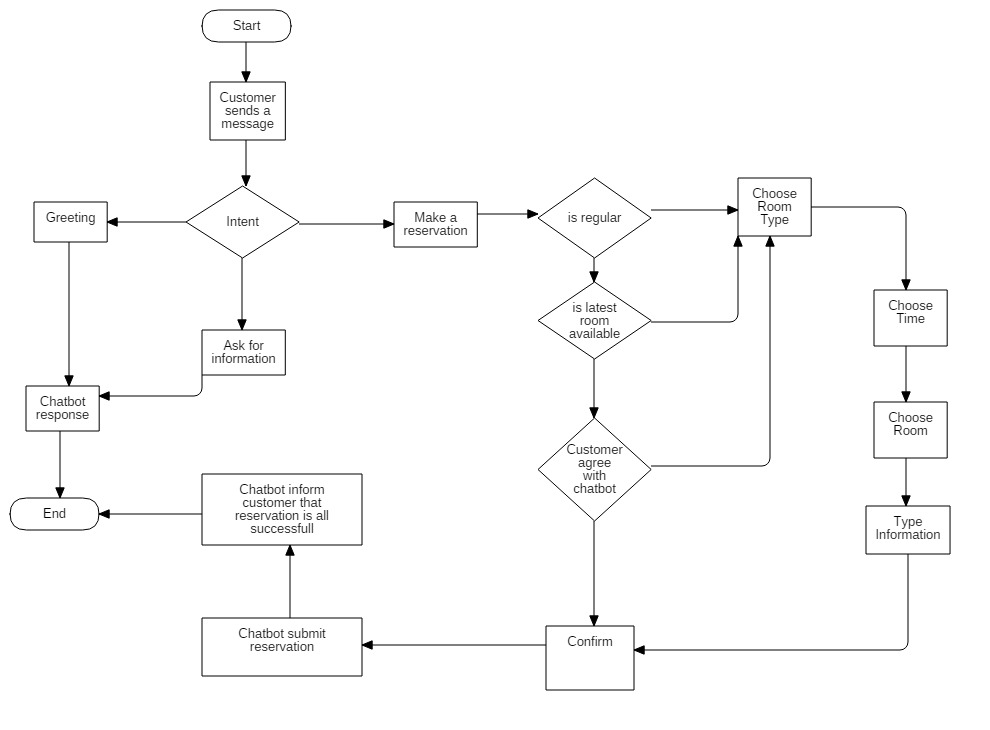 Start
Customer
sends a
message
Greeting
Intent
Make a
reservation
is regular
Choose
Room
Type
is latest
room
available
Choose
Time
Ask for
information
Chatbot
response
Customer
agree
with
chatbot
Choose
Room
Chatbot inform
customer that
reservation is all
successfull
End
Type
Information
Chatbot submit
reservation
Confirm